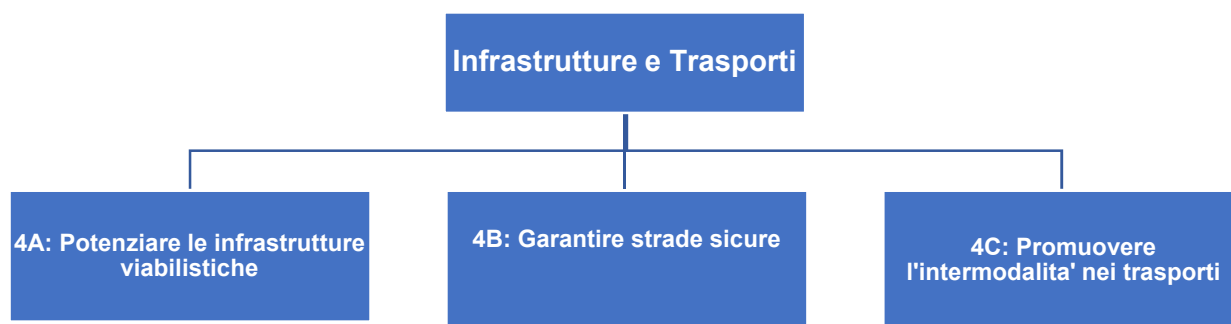 Infrastrutture e Trasporti
4A: Potenziare le infrastrutture
viabilistiche
4B: Garantire strade sicure
4C: Promuovere
l'intermodalita' nei trasporti